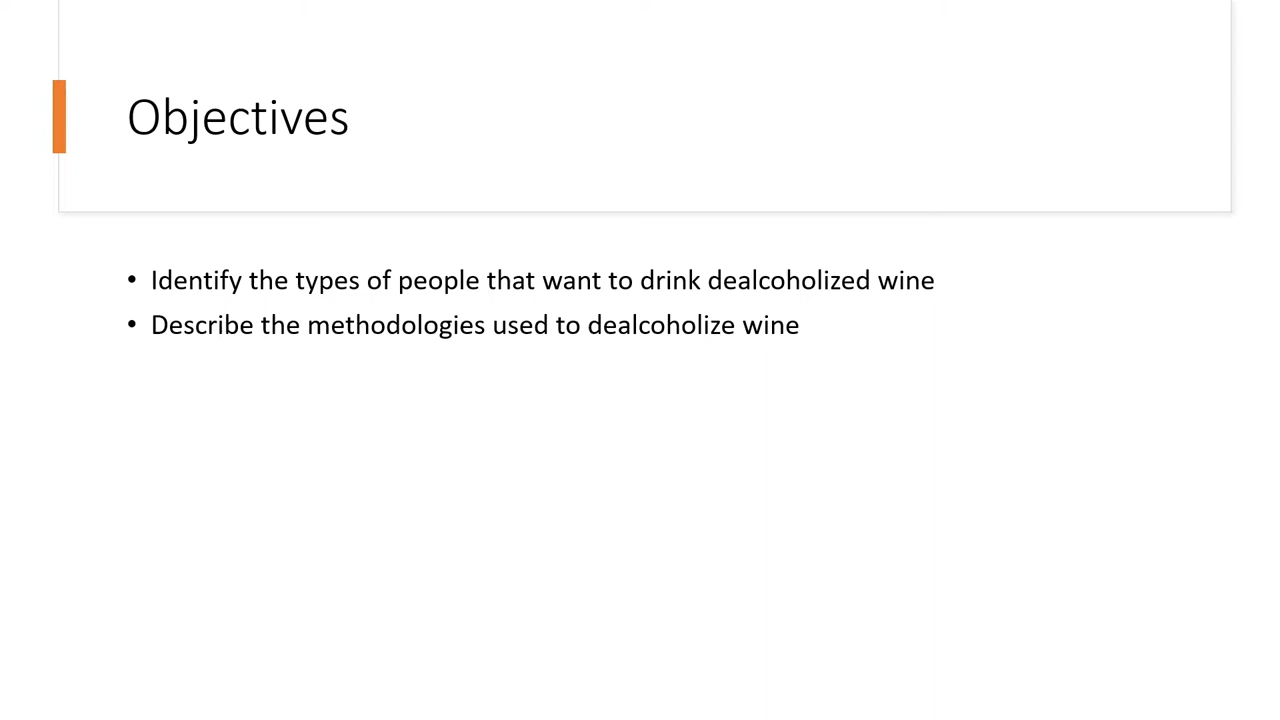 Objectives
• Identify the types of people that want to drink dealcoholized wine
• Describe the methodologies used to dealcoholize wine